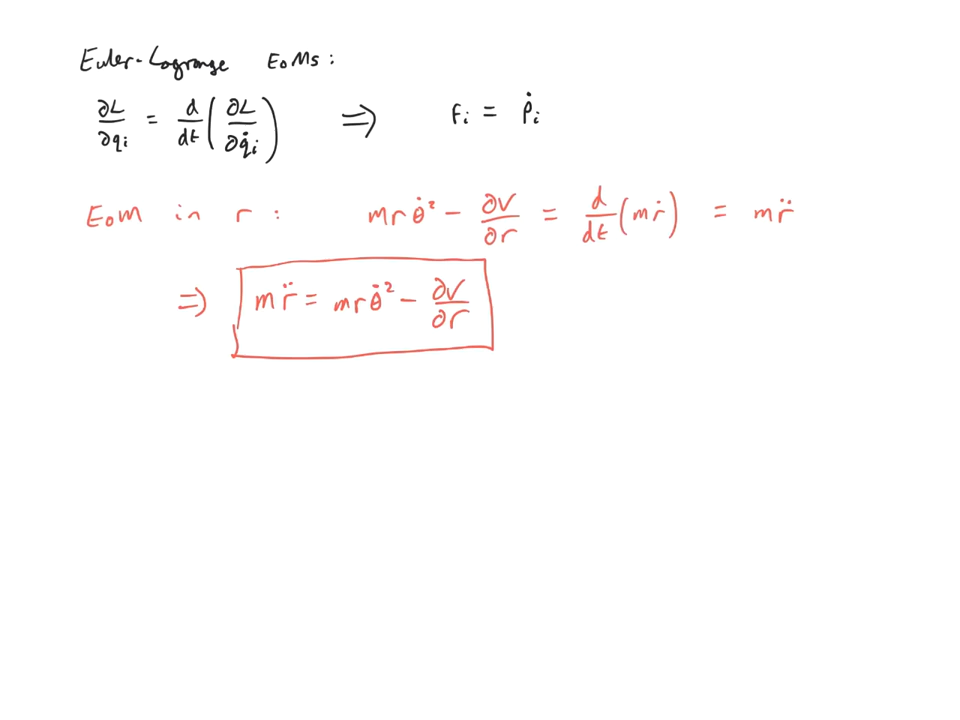 Euler-Lagrange EoMs:
∂L/∂qᵢ = d/dt (∂L/∂q̇ᵢ) ⟹ Fᵢ = ṗᵢ
EoM in r: mrθ̇² − ∂V/∂r = d/dt (mṙ) = mr̈
⟹ mr̈ = mrθ̇² − ∂V/∂r